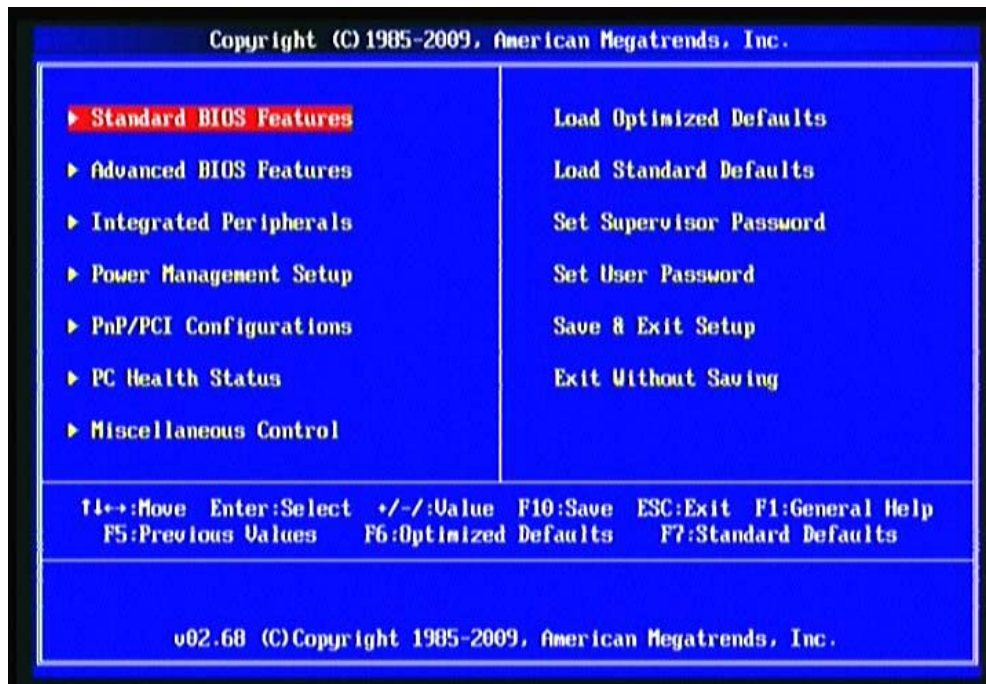 Copyright (C) 1985-2009, American Megatrends, Inc.
▶ Standard BIOS Features
▶ Advanced BIOS Features
▶ Integrated Peripherals
▶ Power Management Setup
▶ PnP/PCI Configurations
▶ PC Health Status
▶ Miscellaneous Control
Load Optimized Defaults
Load Standard Defaults
Set Supervisor Password
Set User Password
Save & Exit Setup
Exit Without Saving
↑↓←→:Move Enter:Select +/-/:Value F10:Save ESC:Exit F1:General Help
F5:Previous Values F6:Optimized Defaults F7:Standard Defaults
v02.68 (C)Copyright 1985-2009, American Megatrends, Inc.